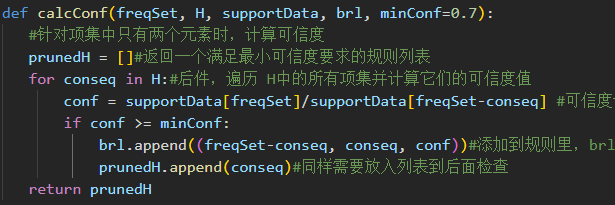 def calcConf(freqSet, H, supportData, brl, minConf=0.7):
    #针对项集中只有两个元素时，计算可信度
    prunedH = []#返回一个满足最小可信度要求的规则列表
    for conseq in H:#后件，遍历 H中的所有项集并计算它们的可信度值
        conf = supportData[freqSet]/supportData[freqSet-conseq] #可信度
        if conf >= minConf:
            brl.append((freqSet-conseq, conseq, conf))#添加到规则里，brl
            prunedH.append(conseq)#同样需要放入列表到后面检查
    return prunedH